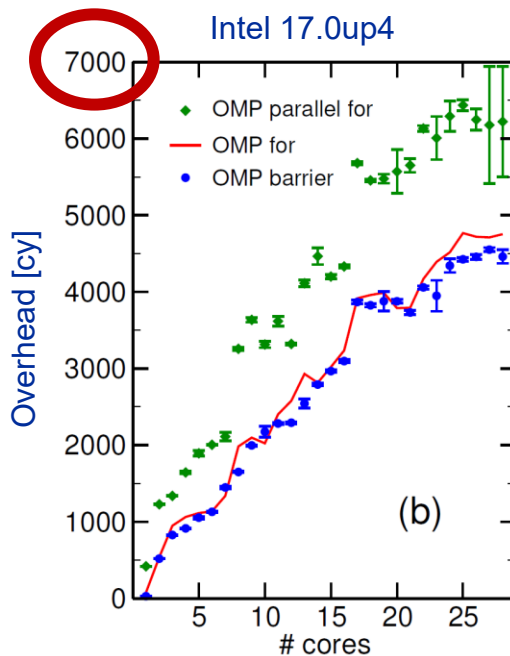 Intel 17.0up4
7000
6000
5000
4000
3000
2000
1000
0
Overhead [cy]
OMP parallel for
OMP for
OMP barrier
(b)
5 10 15 20 25
# cores